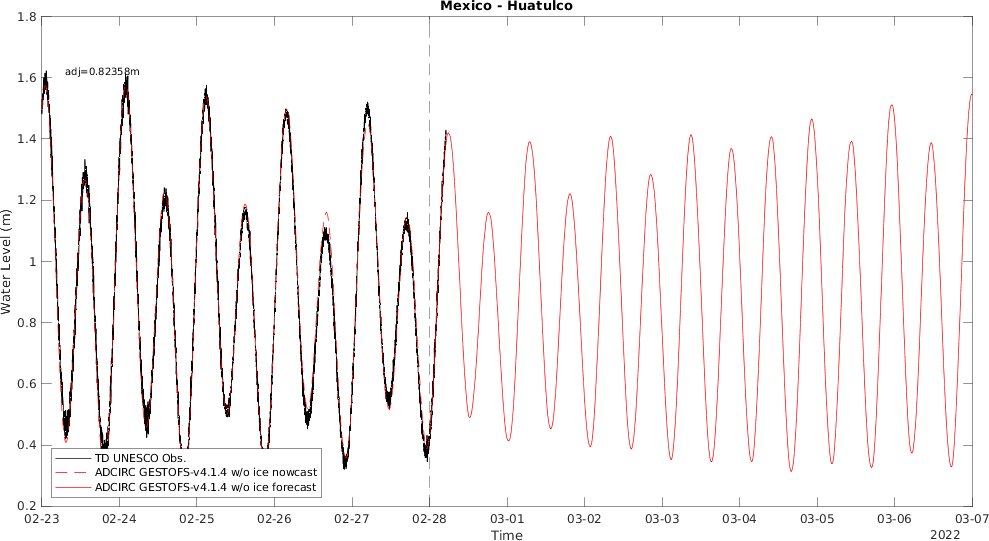 Mexico - Huatulco
1.8
1.6
1.4
1.2
1
0.8
0.6
0.4
0.2
Water Level (m)
adj=0.82358m
TD UNESCO Obs.
ADCIRC GESTOFS-v4.1.4 w/o ice nowcast
ADCIRC GESTOFS-v4.1.4 w/o ice forecast
02-23 02-24 02-25 02-26 02-27 02-28 03-01 03-02 03-03 03-04 03-05 03-06 03-07
Time
2022